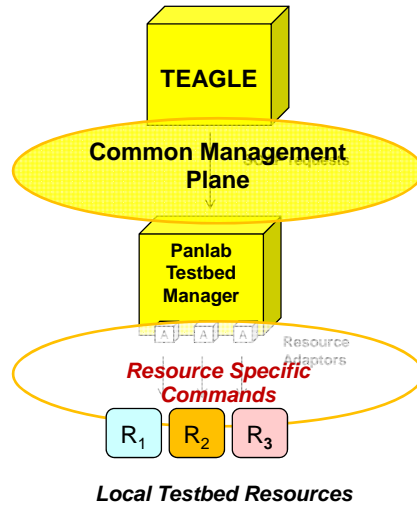 TEAGLE
Common Management
Plane
requests
Panlab
Testbed
Manager
A A A
Resource
Adaptors
Resource Specific
Commands
R1 R2 R3
Local Testbed Resources